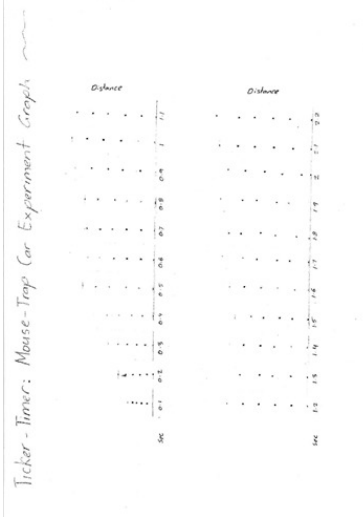 Ticker-Timer: Mouse-Trap Car Experiment Graph
Distance
Sec 0.1 0.2 0.3 0.4 0.5 0.6 0.7 0.8 0.9 1 1.1
Distance
Sec 1.2 1.3 1.4 1.5 1.6 1.7 1.8 1.9 2 2.1 2.2